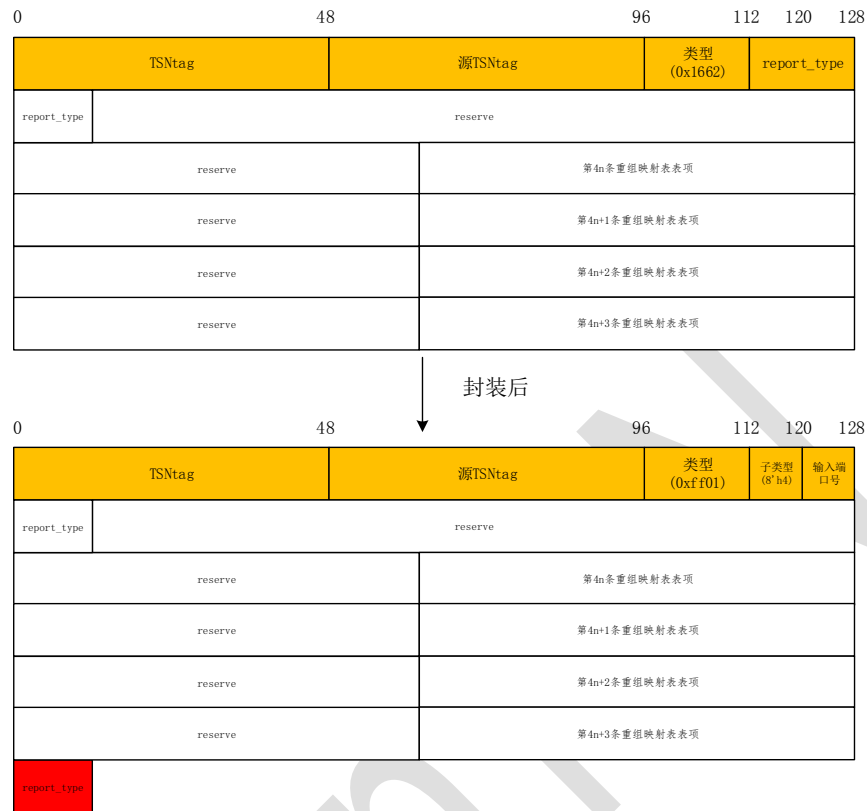 0 48 96 112 120 128
TSNtag 源TSNtag 类型 (0x1662) report_type
report_type reserve
reserve 第4n条重组映射表表项
reserve 第4n+1条重组映射表表项
reserve 第4n+2条重组映射表表项
reserve 第4n+3条重组映射表表项
封装后
0 48 96 112 120 128
TSNtag 源TSNtag 类型 (0xff01) 子类型 (8'h4) 输入端口号
report_type reserve
reserve 第4n条重组映射表表项
reserve 第4n+1条重组映射表表项
reserve 第4n+2条重组映射表表项
reserve 第4n+3条重组映射表表项
report_type